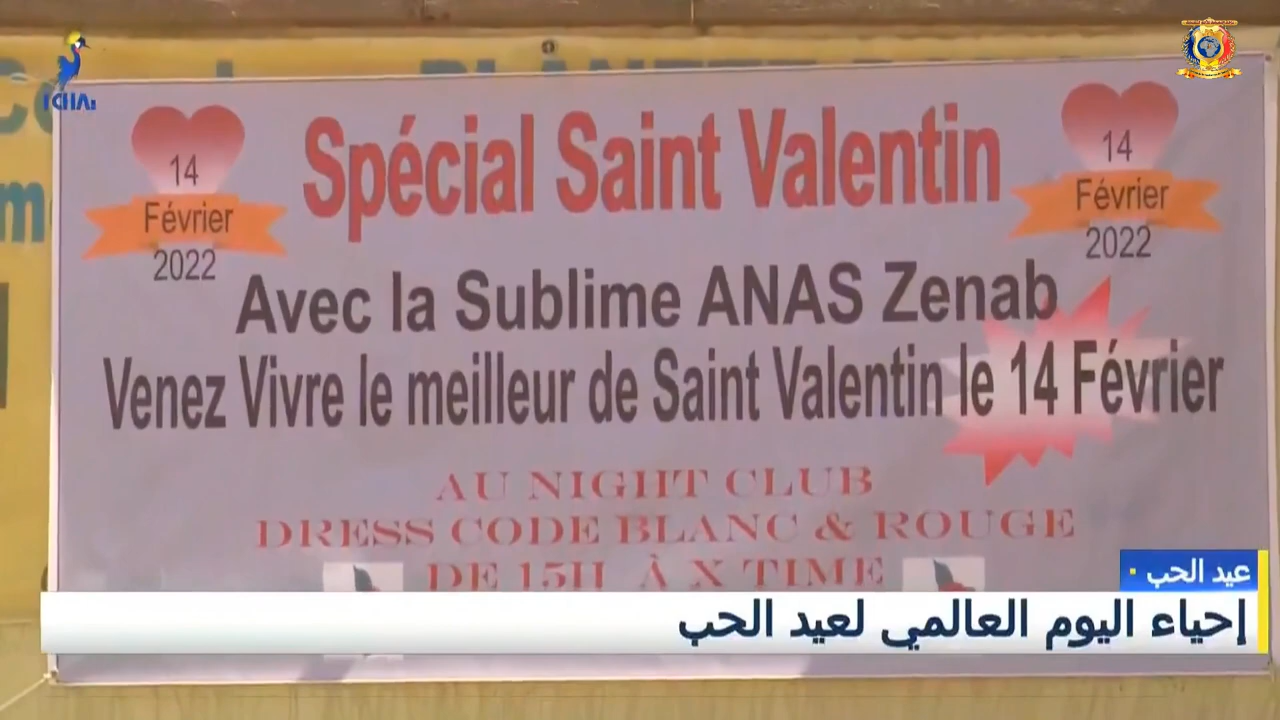 14
Février
2022
Spécial Saint Valentin
14
Février
2022
Avec la Sublime ANAS Zenab
Venez Vivre le meilleur de Saint Valentin le 14 Février
AU NIGHT CLUB
DRESS CODE BLANC & ROUGE
DE 15H À X TIME
عيد الحب
إحياء اليوم العالمي لعيد الحب